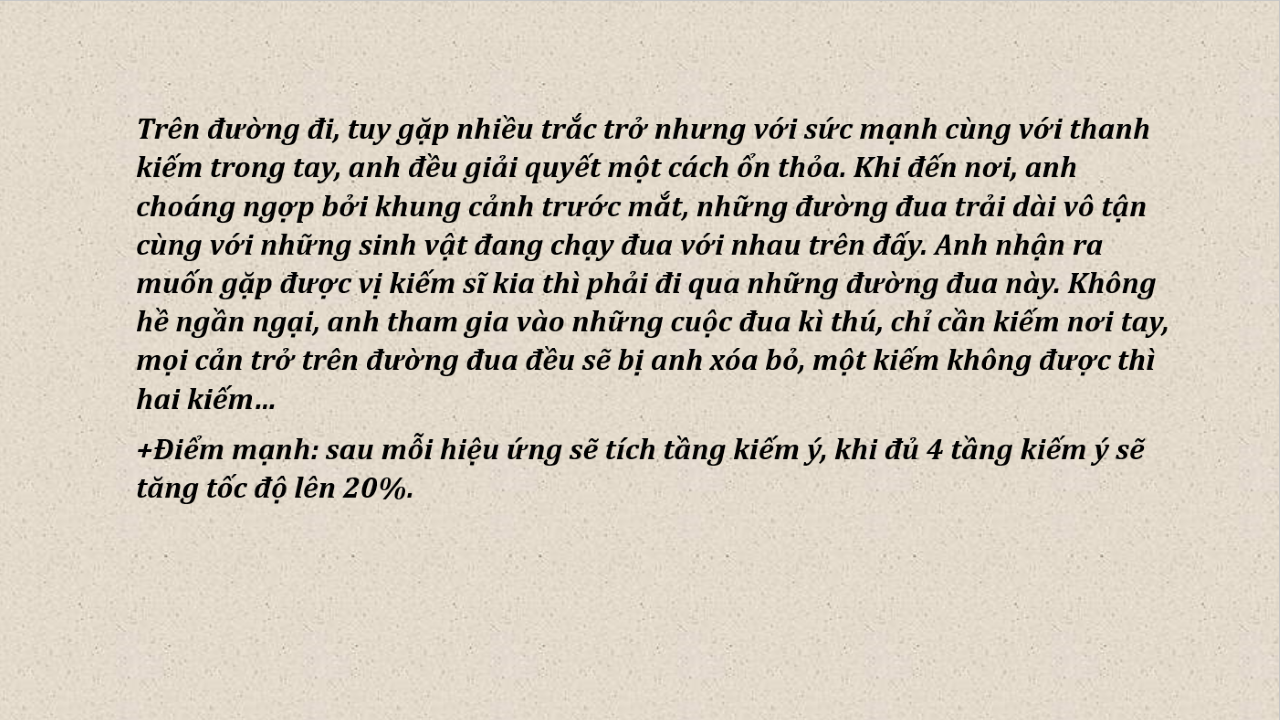 Trên đường đi, tuy gặp nhiều trắc trở nhưng với sức mạnh cùng với thanh
kiếm trong tay, anh đều giải quyết một cách ổn thỏa. Khi đến nơi, anh
choáng ngợp bởi khung cảnh trước mắt, những đường đua trải dài vô tận
cùng với những sinh vật đang chạy đua với nhau trên đấy. Anh nhận ra
muốn gặp được vị kiếm sĩ kia thì phải đi qua những đường đua này. Không
hề ngần ngại, anh tham gia vào những cuộc đua kì thú, chỉ cần kiếm nơi tay,
mọi cản trở trên đường đua đều sẽ bị anh xóa bỏ, một kiếm không được thì
hai kiếm...
+Điểm mạnh: sau mỗi hiệu ứng sẽ tích tầng kiếm ý, khi đủ 4 tầng kiếm ý sẽ
tăng tốc độ lên 20%.